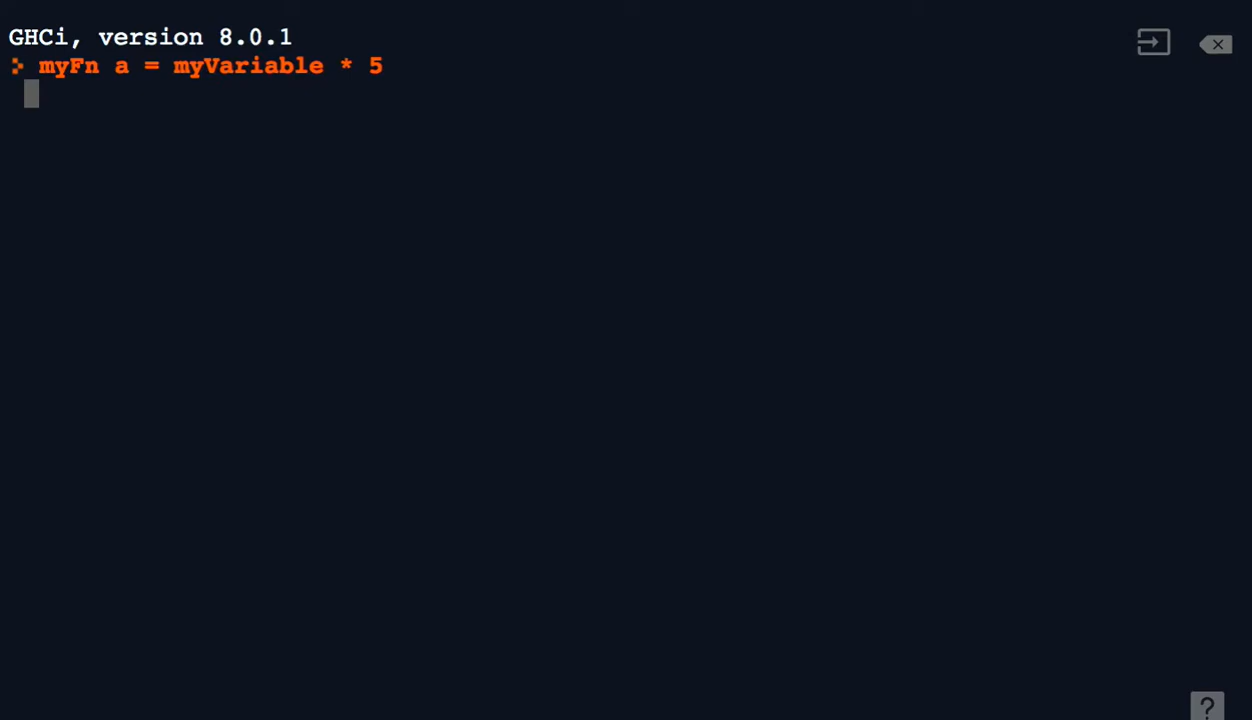 GHCi, version 8.0.1
myFn a = myVariable * 5
?